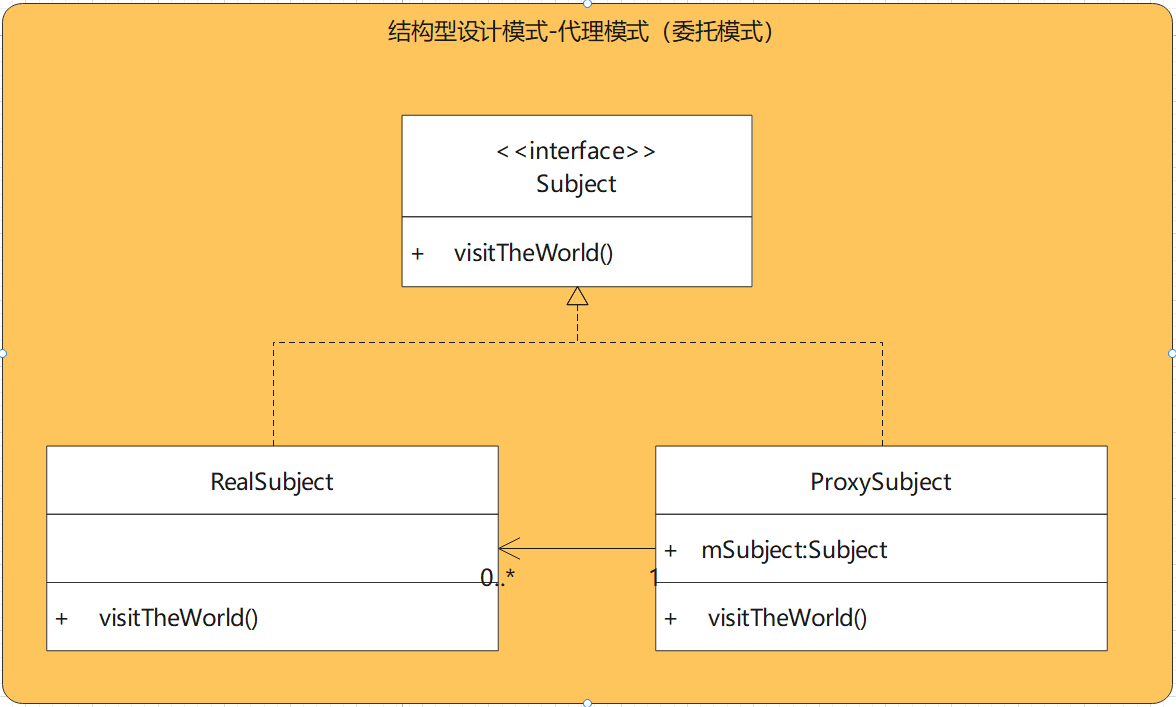 结构型设计模式-代理模式（委托模式）
<<interface>>
Subject
+ visitTheWorld()
RealSubject
ProxySubject
+ mSubject:Subject
0..*
1
+ visitTheWorld()
+ visitTheWorld()